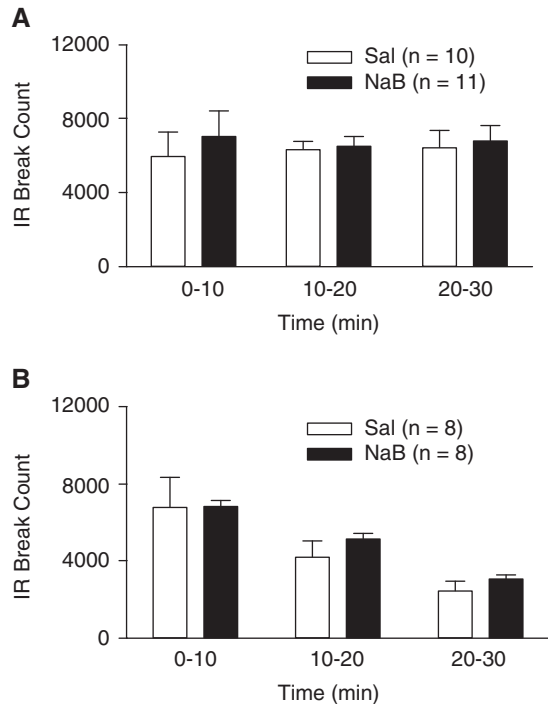 A
12000
8000
4000
0
IR Break Count
Sal (n = 10)
NaB (n = 11)
0-10 10-20 20-30
Time (min)
B
12000
8000
4000
0
IR Break Count
Sal (n = 8)
NaB (n = 8)
0-10 10-20 20-30
Time (min)